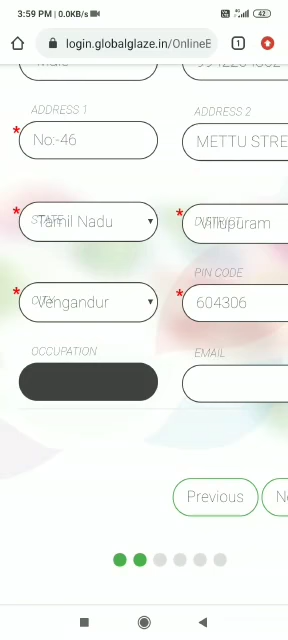 3:59 PM | 0.0KB/s
42
login.globalglaze.in/OnlineE
1
ADDRESS 1
ADDRESS 2
* No:-46
METTU STRE
* STATE Tamil Nadu
* DISTRICT Villupuram
PIN CODE
* CITY Vengandur
* 604306
OCCUPATION
EMAIL
Previous